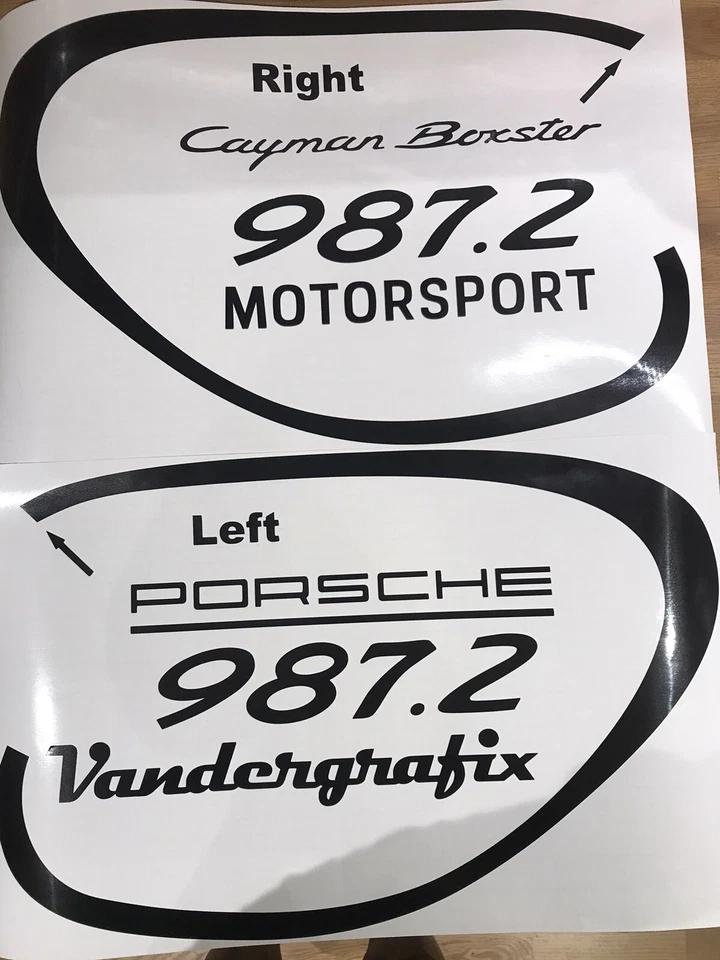 Right
Cayman Boxster
987.2
MOTORSPORT
Left
PORSCHE
987.2
Vandergrafix